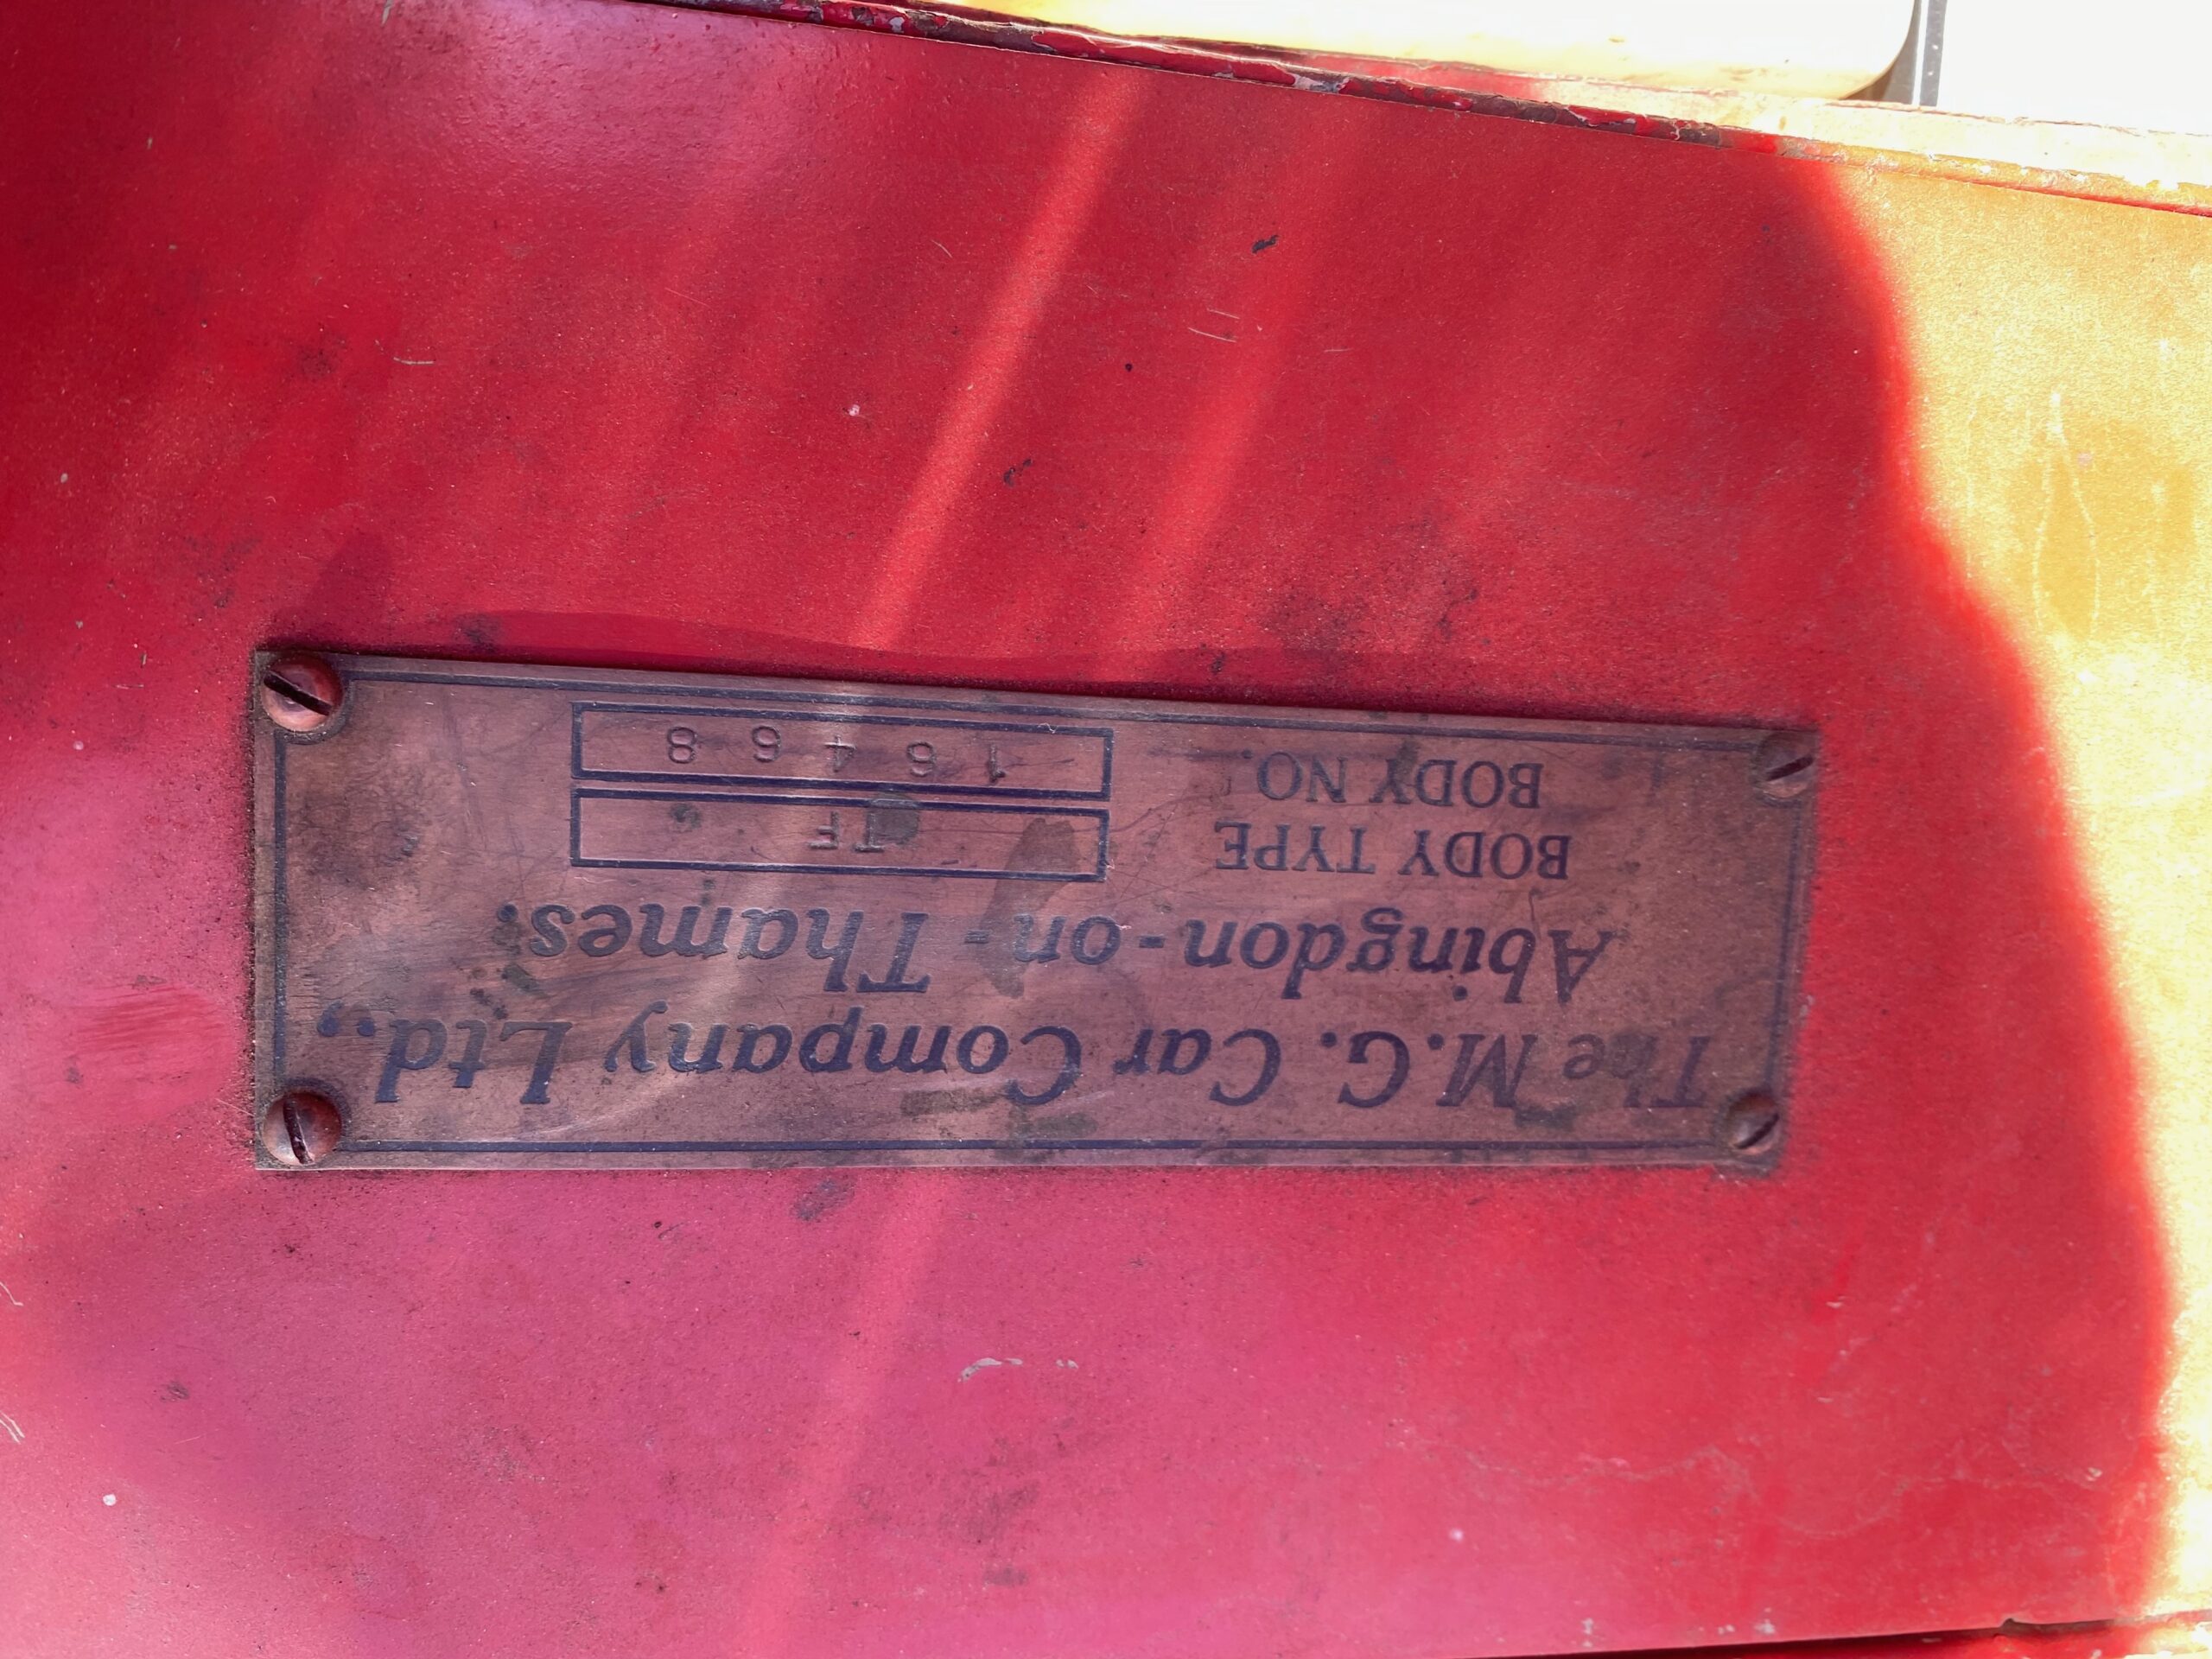 The M.G. Car Company Ltd.,
Abingdon-on-Thames.
BODY TYPE TF
BODY NO. 16468